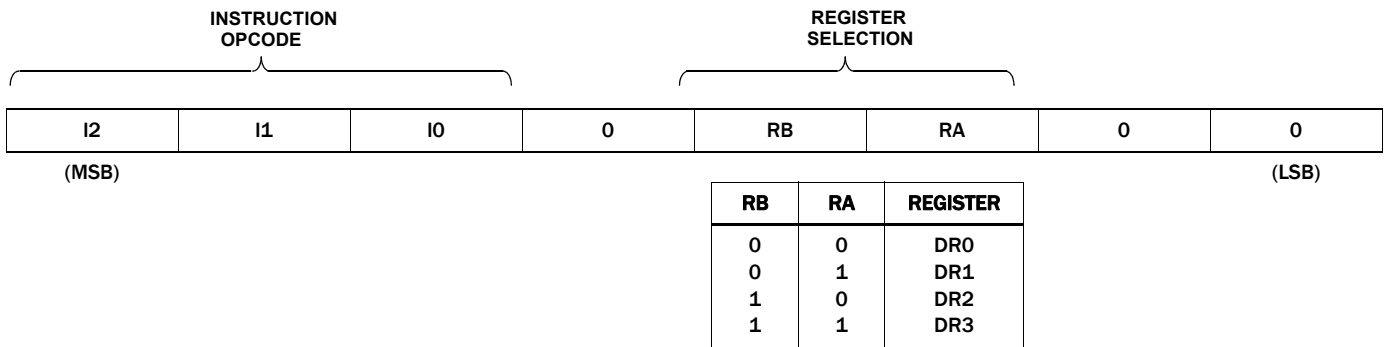 INSTRUCTION OPCODE REGISTER SELECTION
I2 I1 I0 0 RB RA 0 0
(MSB) (LSB)
RB RA REGISTER
0 0 DR0
0 1 DR1
1 0 DR2
1 1 DR3